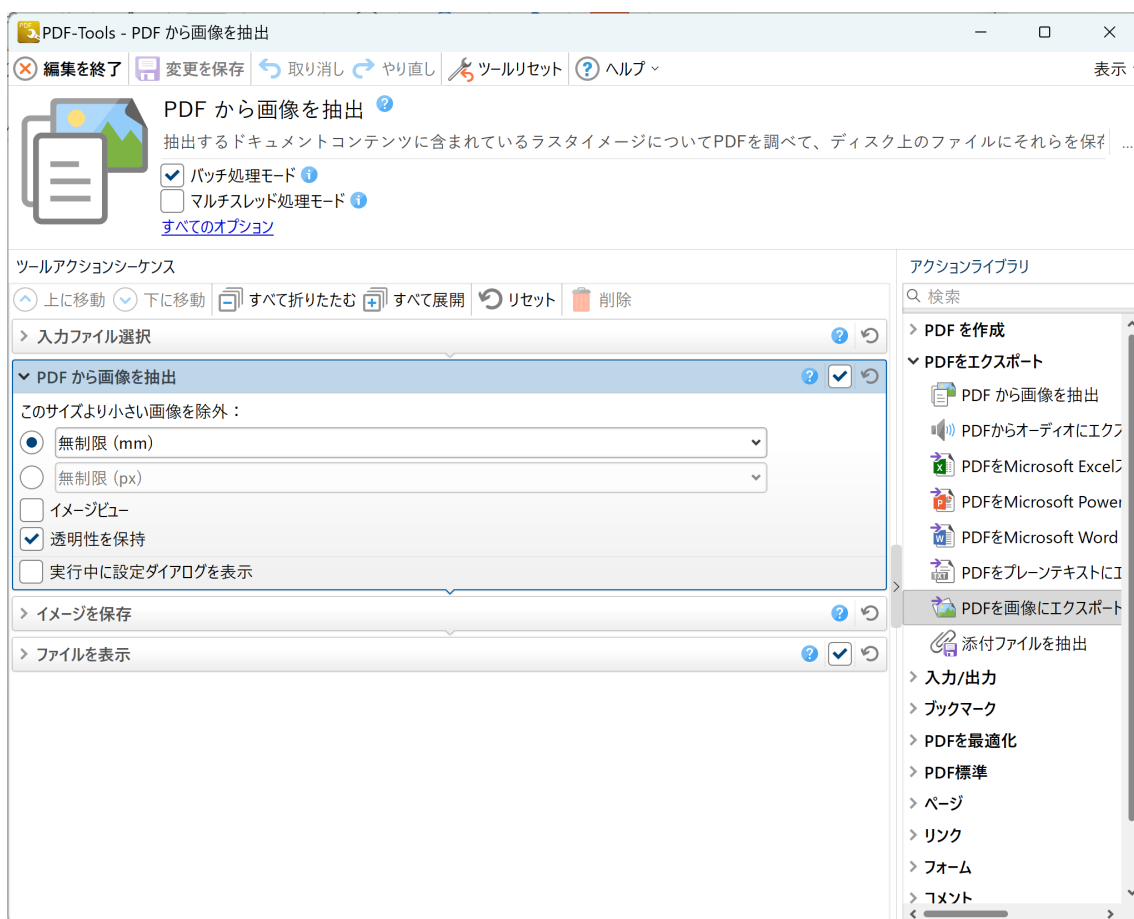 PDF-Tools - PDF から画像を抽出
編集を終了 変更を保存 取り消し やり直し ツールリセット ヘルプ 表示
PDF から画像を抽出
抽出するドキュメントコンテンツに含まれているラスタイメージについてPDFを調べて、ディスク上のファイルにそれらを保存 ...
バッチ処理モード
マルチスレッド処理モード
すべてのオプション
ツールアクションシーケンス
上に移動 下に移動 すべて折りたたむ すべて展開 リセット 削除
入力ファイル選択
PDF から画像を抽出
このサイズより小さい画像を除外：
無制限 (mm)
無制限 (px)
イメージビュー
透明性を保持
実行中に設定ダイアログを表示
イメージを保存
ファイルを表示
アクションライブラリ
検索
PDF を作成
PDFをエクスポート
PDF から画像を抽出
PDFからオーディオにエクス
PDFをMicrosoft Excel
PDFをMicrosoft Power
PDFをMicrosoft Word
PDFをプレーンテキストにエ
PDFを画像にエクスポート
添付ファイルを抽出
入力/出力
ブックマーク
PDFを最適化
PDF標準
ページ
リンク
フォーム
コメント